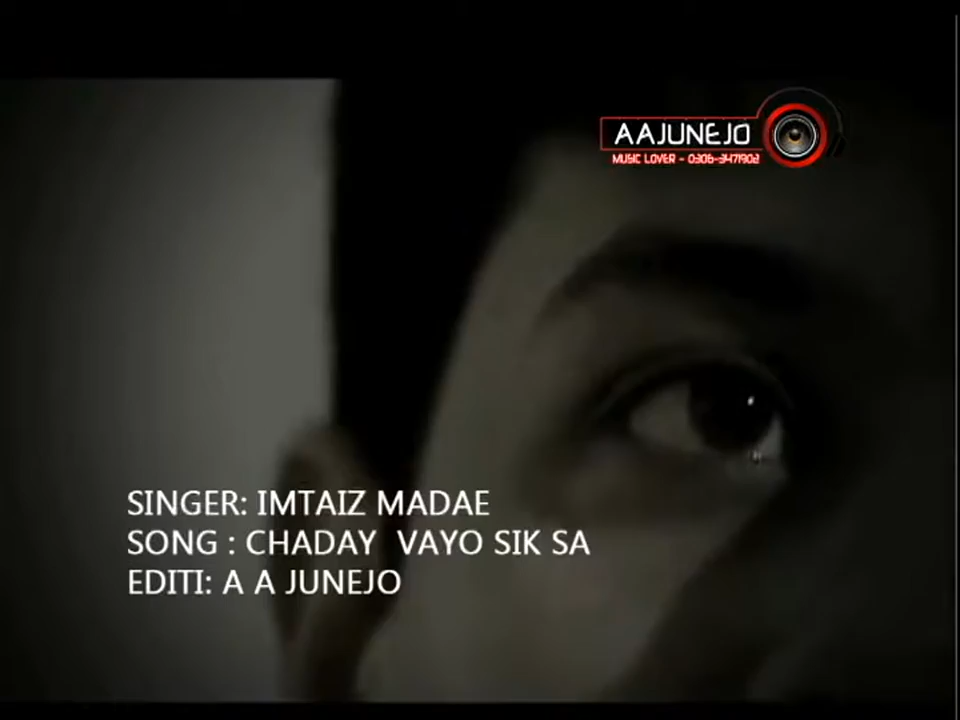 AAJUNEJO
MUSIC LOVER - 0306-3471902
SINGER: IMTAIZ MADAE
SONG : CHADAY  VAYO SIK SA
EDITI: A A JUNEJO